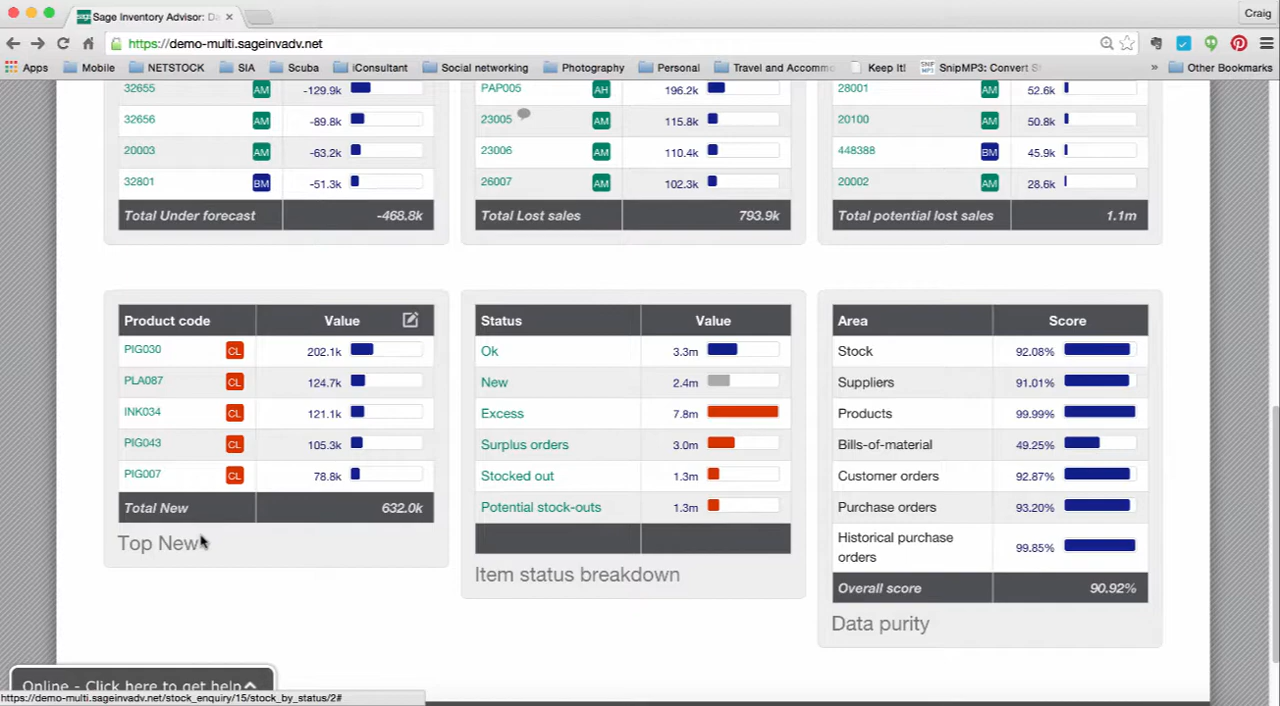 Sage Inventory Advisor: Da
Craig
https://demo-multi.sageinvadv.net
Apps Mobile NETSTOCK SIA Scuba iConsultant Social networking Photography Personal Travel and Accommo Keep It! SnipMP3: Convert S » Other Bookmarks
32655 AM -129.9k
32656 AM -89.8k
20003 AM -63.2k
32801 BM -51.3k
Total Under forecast -468.8k
PAP005 AH 196.2k
23005 AM 115.8k
23006 AM 110.4k
26007 AM 102.3k
Total Lost sales 793.9k
28001 AM 52.6k
20100 AM 50.8k
448388 BM 45.9k
20002 AM 28.6k
Total potential lost sales 1.1m
Product code Value
PIG030 CL 202.1k
PLA087 CL 124.7k
INK034 CL 121.1k
PIG043 CL 105.3k
PIG007 CL 78.8k
Total New 632.0k
Top New
Status Value
Ok 3.3m
New 2.4m
Excess 7.8m
Surplus orders 3.0m
Stocked out 1.3m
Potential stock-outs 1.3m
Item status breakdown
Area Score
Stock 92.08%
Suppliers 91.01%
Products 99.99%
Bills-of-material 49.25%
Customer orders 92.87%
Purchase orders 93.20%
Historical purchase
orders 99.85%
Overall score 90.92%
Data purity
Online - Click here to get help
https://demo-multi.sageinvadv.net/stock_enquiry/15/stock_by_status/2#